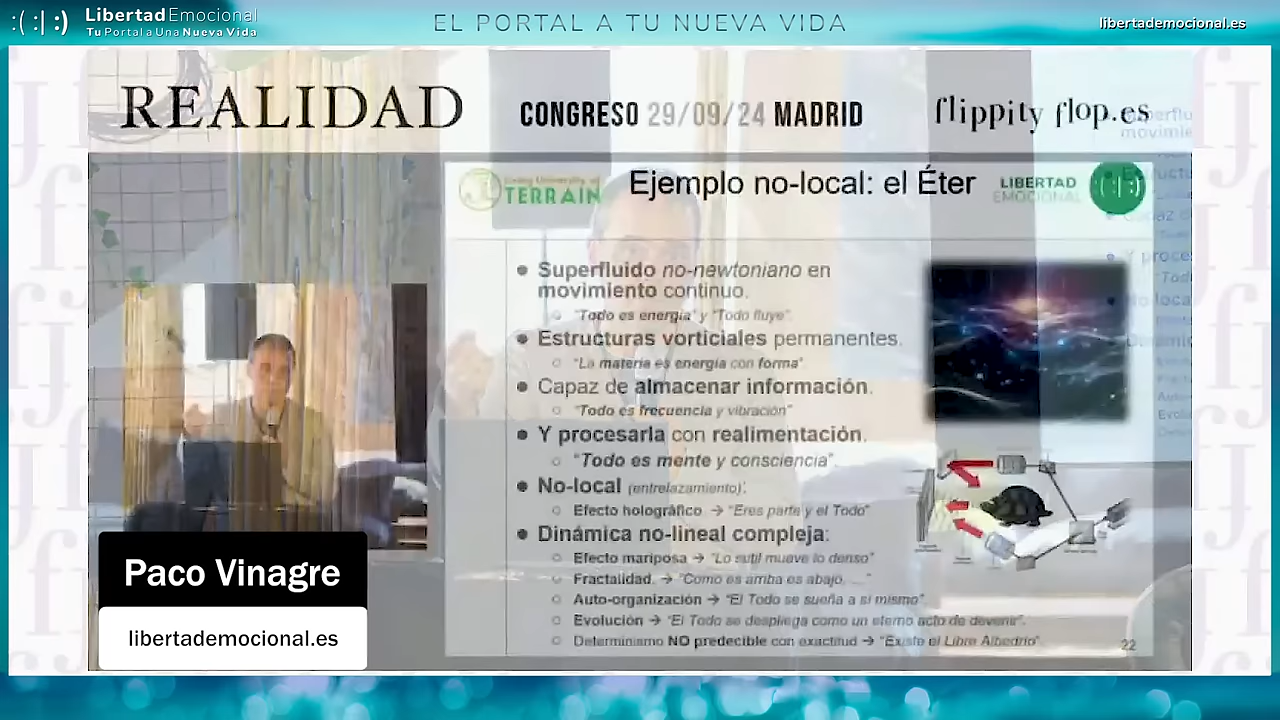 :(|:)
LibertadEmocional
Tu Portal a Una Nueva Vida
EL PORTAL A TU NUEVA VIDA
libertademocional.es
REALIDAD
CONGRESO 29/09/24 MADRID
flippity flop.es
University of
TERRAIN
Ejemplo no-local: el Éter
LIBERTAD
EMOCIONAL
:(|:)
● Superfluido no-newtoniano en
movimiento continuo.
○ "Todo es energía" y "Todo fluye".
● Estructuras vorticiales permanentes.
○ "La materia es energía con forma".
● Capaz de almacenar información.
○ "Todo es frecuencia y vibración"
● Y procesarla con realimentación.
○ "Todo es mente y consciencia".
● No-local (entrelazamiento).
○ Efecto holográfico → "Eres parte y el Todo"
● Dinámica no-lineal compleja:
○ Efecto mariposa → "Lo sutil mueve lo denso"
○ Fractalidad. → "Como es arriba es abajo, ..."
○ Auto-organización → "El Todo se sueña a sí mismo".
○ Evolución → "El Todo se despliega como un eterno acto de devenir".
○ Determinismo NO predecible con exactitud → "Existe el Libre Albedrío".
22
Paco Vinagre
libertademocional.es